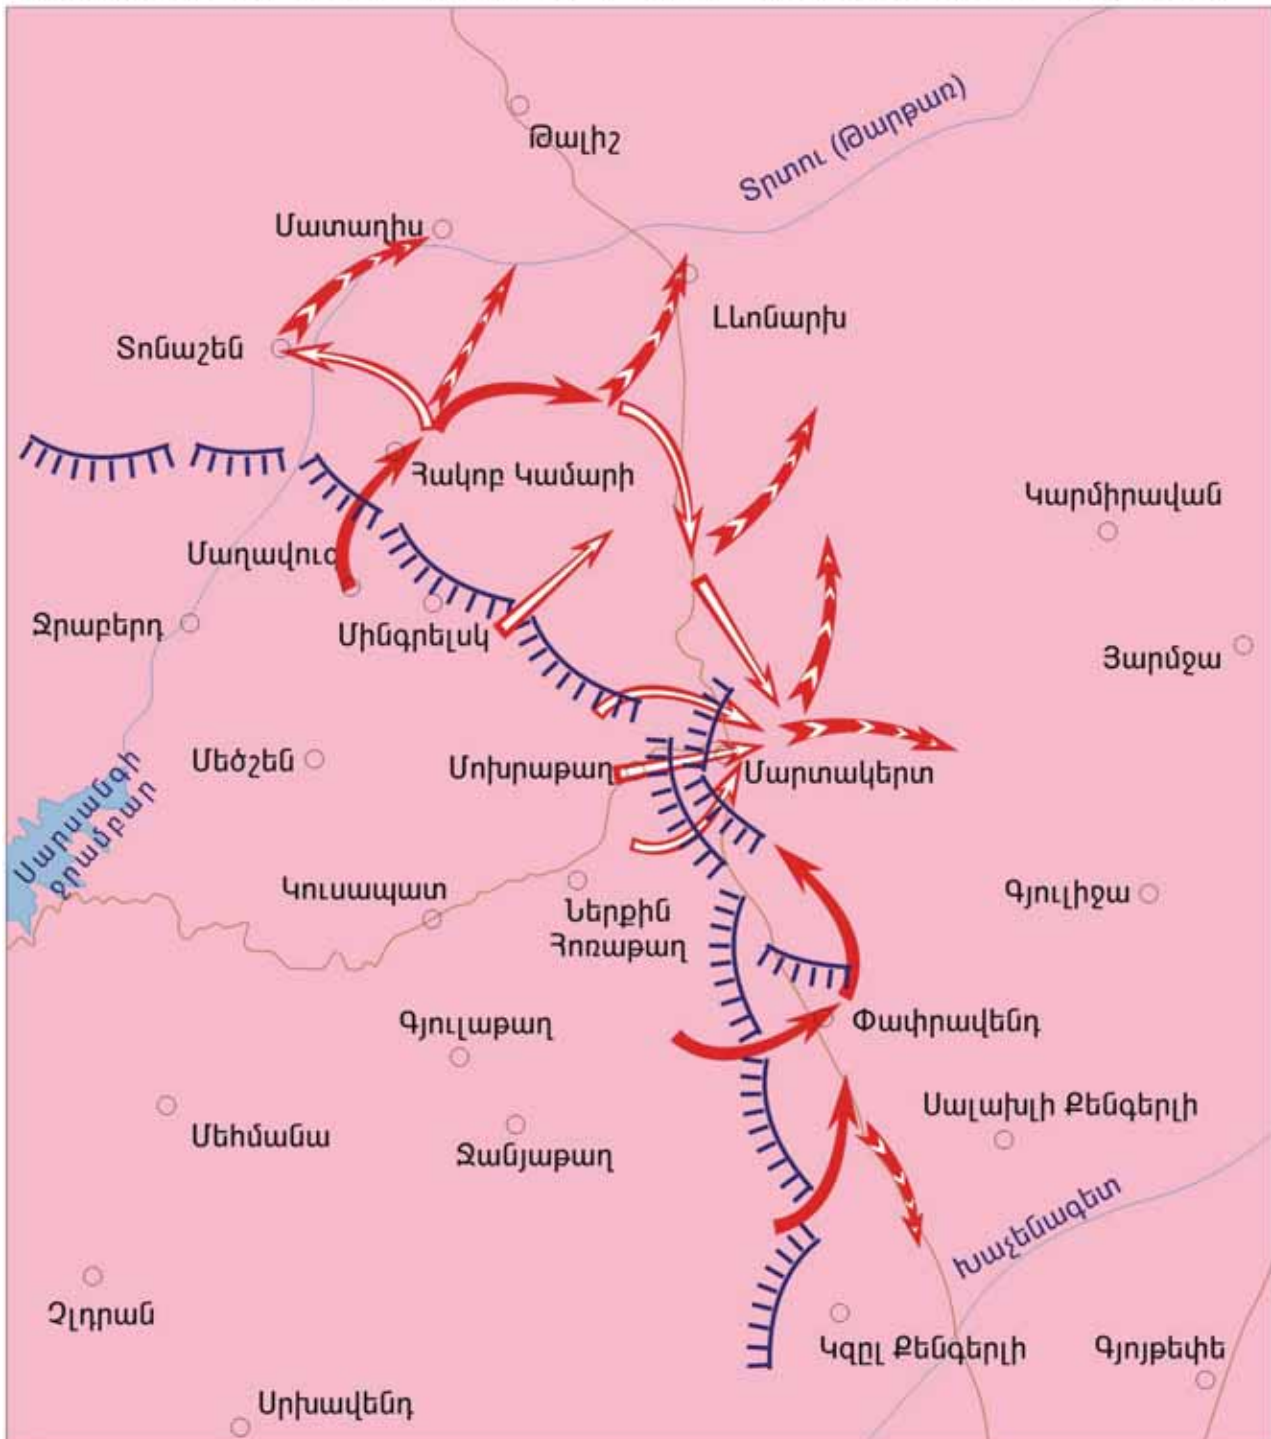 Թալիշ
Տրտու (Թարթառ)
Մատաղիս
Լևոնարխ
Տոնաշեն
Հակոբ Կամարի
Կարմիրավան
Մաղավուզ
Ջրաբերդ
Մինգրելսկ
Յարմջա
Մեծշեն
Մոխրաթաղ
Մարտակերտ
Սարսանգի
ջրամբար
Կուսապատ
Ներքին
Հոռաթաղ
Գյուլիջա
Գյուլաթաղ
Փափրավենդ
Սալախլի Քենգերլի
Մեհմանա
Ջանյաթաղ
Խաչենագետ
Չլդրան
Կզըլ Քենգերլի
Գյոյթեփե
Սրխավենդ